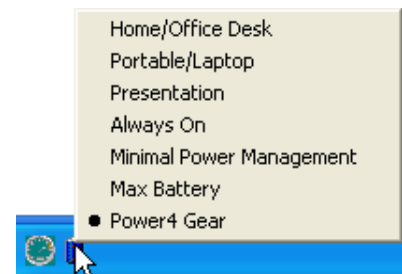 Home/Office Desk
Portable/Laptop
Presentation
Always On
Minimal Power Management
Max Battery
Power4 Gear